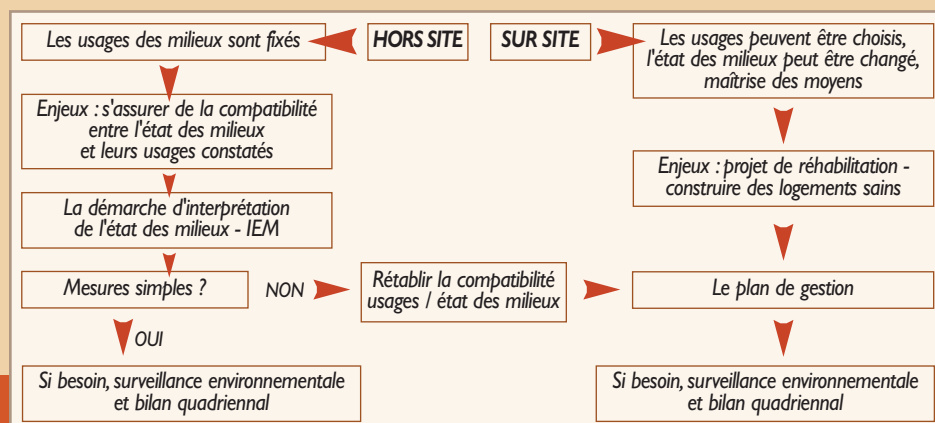 Les usages des milieux sont fixés
HORS SITE
SUR SITE
Les usages peuvent être choisis,
l'état des milieux peut être changé,
maîtrise des moyens
Enjeux : s'assurer de la compatibilité
entre l'état des milieux
et leurs usages constatés
Enjeux : projet de réhabilitation -
construire des logements sains
La démarche d'interprétation
de l'état des milieux - IEM
Mesures simples ?
NON
Rétablir la compatibilité
usages / état des milieux
Le plan de gestion
OUI
Si besoin, surveillance environnementale
et bilan quadriennal
Si besoin, surveillance environnementale
et bilan quadriennal